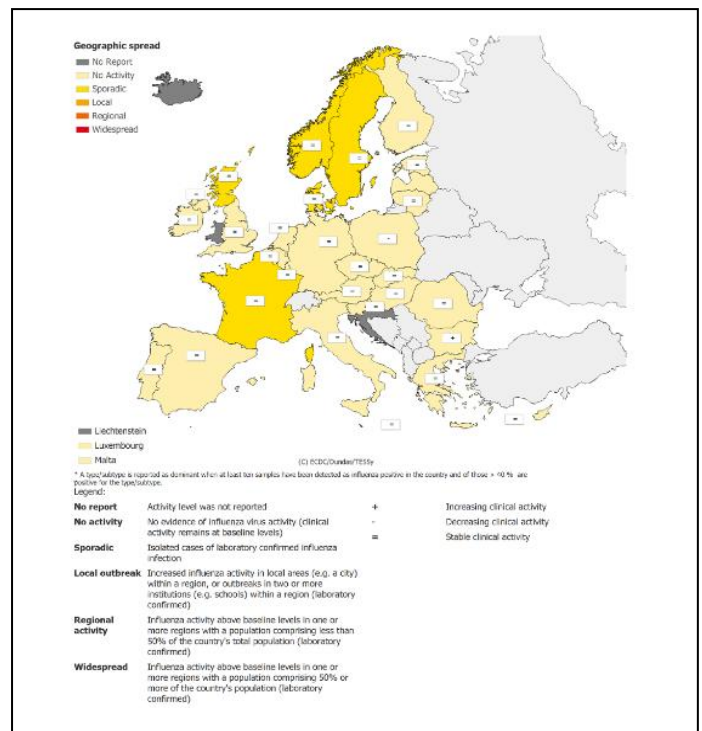 Geographic spread
No Report
No Activity
Sporadic
Local
Regional
Widespread
Liechtenstein
Luxembourg
Malta
(C) ECDC/Dundas/TESSy
* A type/subtype is reported as dominant when at least ten samples have been detected as influenza positive in the country and of those > 40 % are
positive for the type/subtype.
Legend:
No report Activity level was not reported + Increasing clinical activity
No activity No evidence of influenza virus activity (clinical - Decreasing clinical activity
activity remains at baseline levels) = Stable clinical activity
Sporadic Isolated cases of laboratory confirmed influenza
infection
Local outbreak Increased influenza activity in local areas (e.g. a city)
within a region, or outbreaks in two or more
institutions (e.g. schools) within a region (laboratory
confirmed)
Regional Influenza activity above baseline levels in one or
activity more regions with a population comprising less than
50% of the country's total population (laboratory
confirmed)
Widespread Influenza activity above baseline levels in one or
more regions with a population comprising 50% or
more of the country's population (laboratory
confirmed)